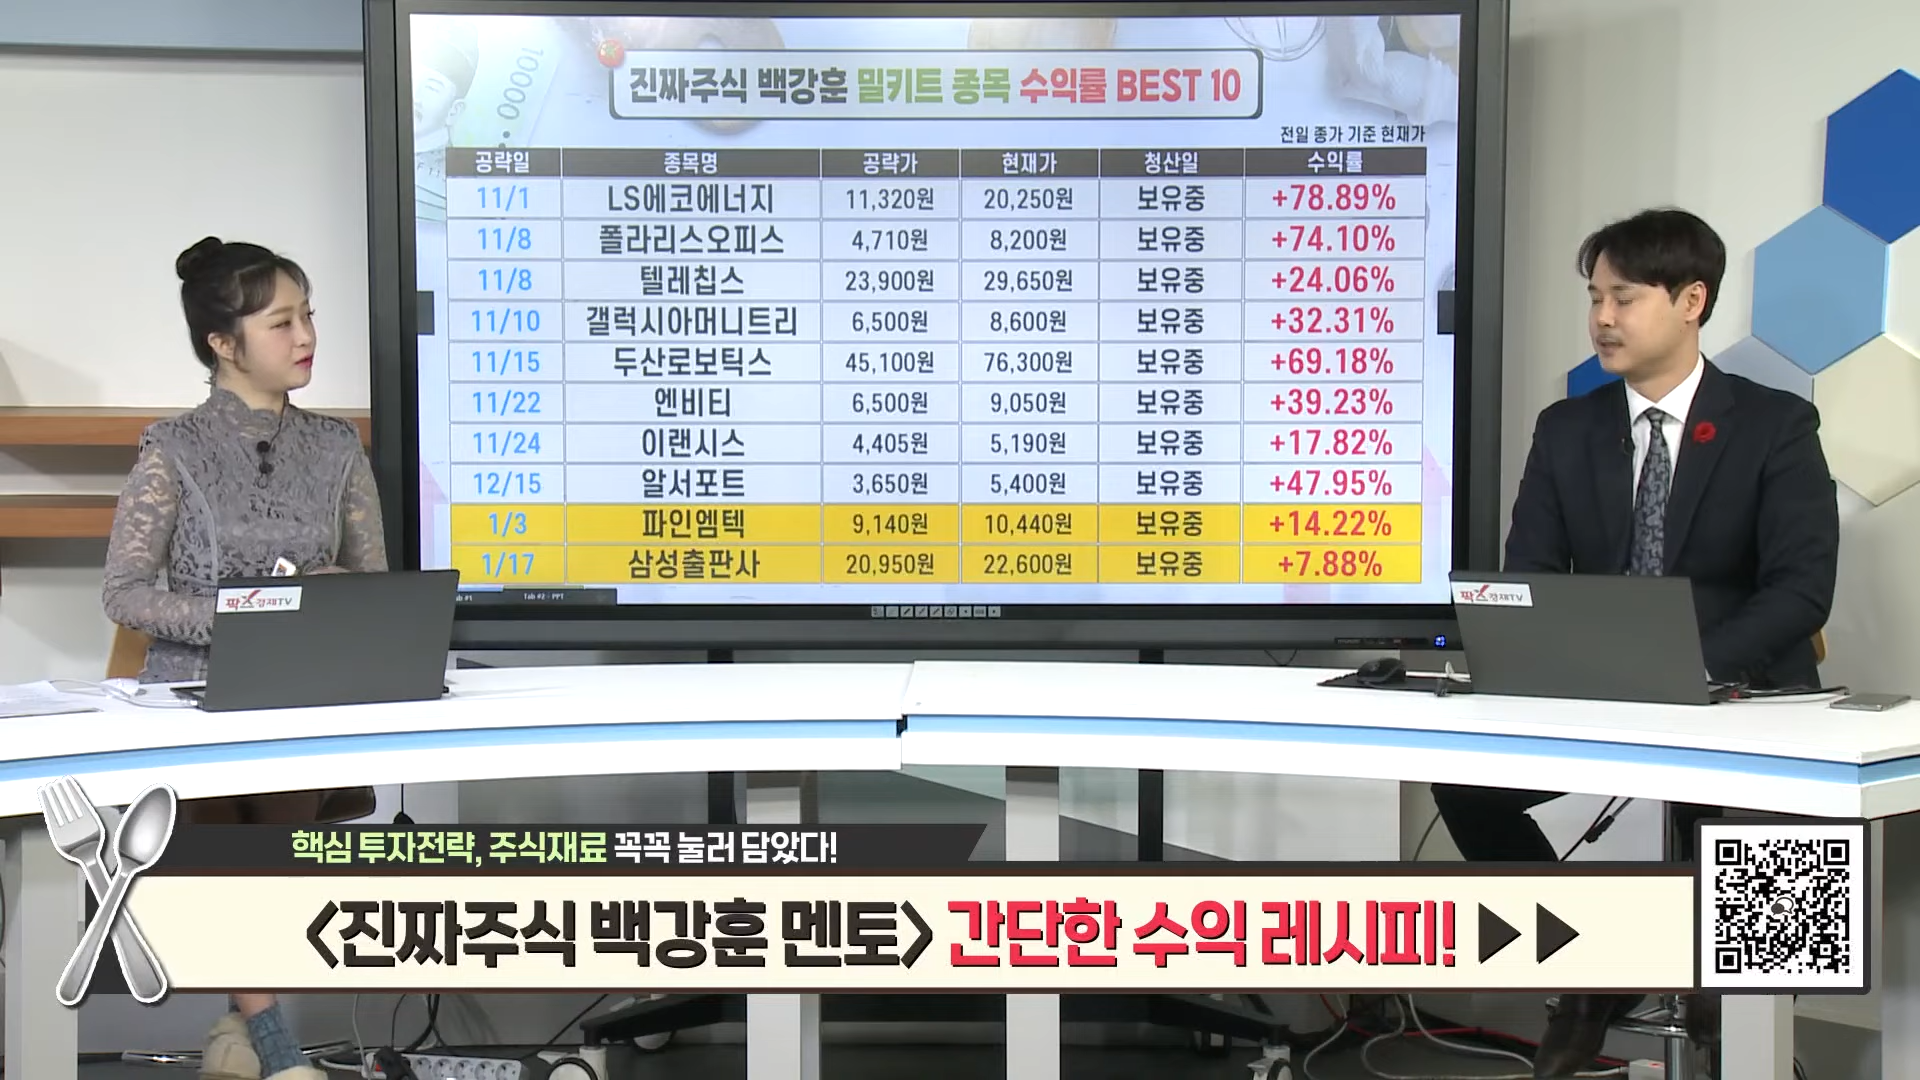 진짜주식 백강훈 밀키트 종목 수익률 BEST 10
전일 종가 기준 현재가
공략일 종목명 공략가 현재가 청산일 수익률
11/1 LS에코에너지 11,320원 20,250원 보유중 +78.89%
11/8 폴라리스오피스 4,710원 8,200원 보유중 +74.10%
11/8 텔레칩스 23,900원 29,650원 보유중 +24.06%
11/10 갤럭시아머니트리 6,500원 8,600원 보유중 +32.31%
11/15 두산로보틱스 45,100원 76,300원 보유중 +69.18%
11/22 엔비티 6,500원 9,050원 보유중 +39.23%
11/24 이랜시스 4,405원 5,190원 보유중 +17.82%
12/15 알서포트 3,650원 5,400원 보유중 +47.95%
1/3 파인엠텍 9,140원 10,440원 보유중 +14.22%
1/17 삼성출판사 20,950원 22,600원 보유중 +7.88%
10000
팍스경제TV
팍스경제TV
핵심 투자전략, 주식재료 꼭꼭 눌러 담았다!
<진짜주식 백강훈 멘토> 간단한 수익 레시피!